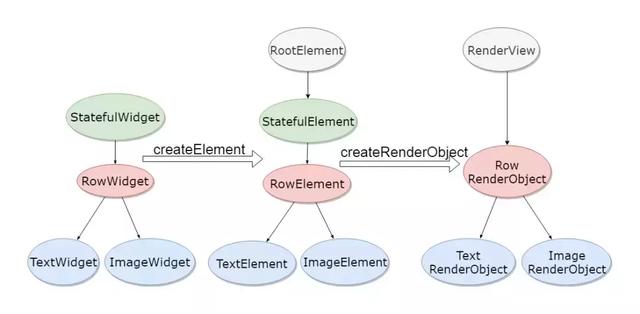 RootElement
RenderView
StatefulWidget
StatefulElement
createElement
createRenderObject
RowWidget
RowElement
Row
RenderObject
TextWidget
ImageWidget
TextElement
ImageElement
Text
RenderObject
Image
RenderObject